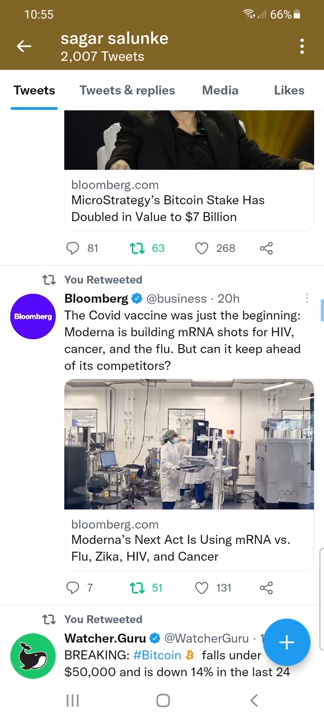 10:55
66%
sagar salunke
2,007 Tweets
Tweets
Tweets & replies
Media
Likes
bloomberg.com
MicroStrategy's Bitcoin Stake Has
Doubled in Value to $7 Billion
81
63
268
You Retweeted
Bloomberg @business · 20h
Bloomberg
The Covid vaccine was just the beginning:
Moderna is building mRNA shots for HIV,
cancer, and the flu. But can it keep ahead
of its competitors?
bloomberg.com
Moderna's Next Act Is Using mRNA vs.
Flu, Zika, HIV, and Cancer
7
51
131
You Retweeted
Watcher.Guru @WatcherGuru · 1
BREAKING: #Bitcoin falls under
$50,000 and is down 14% in the last 24